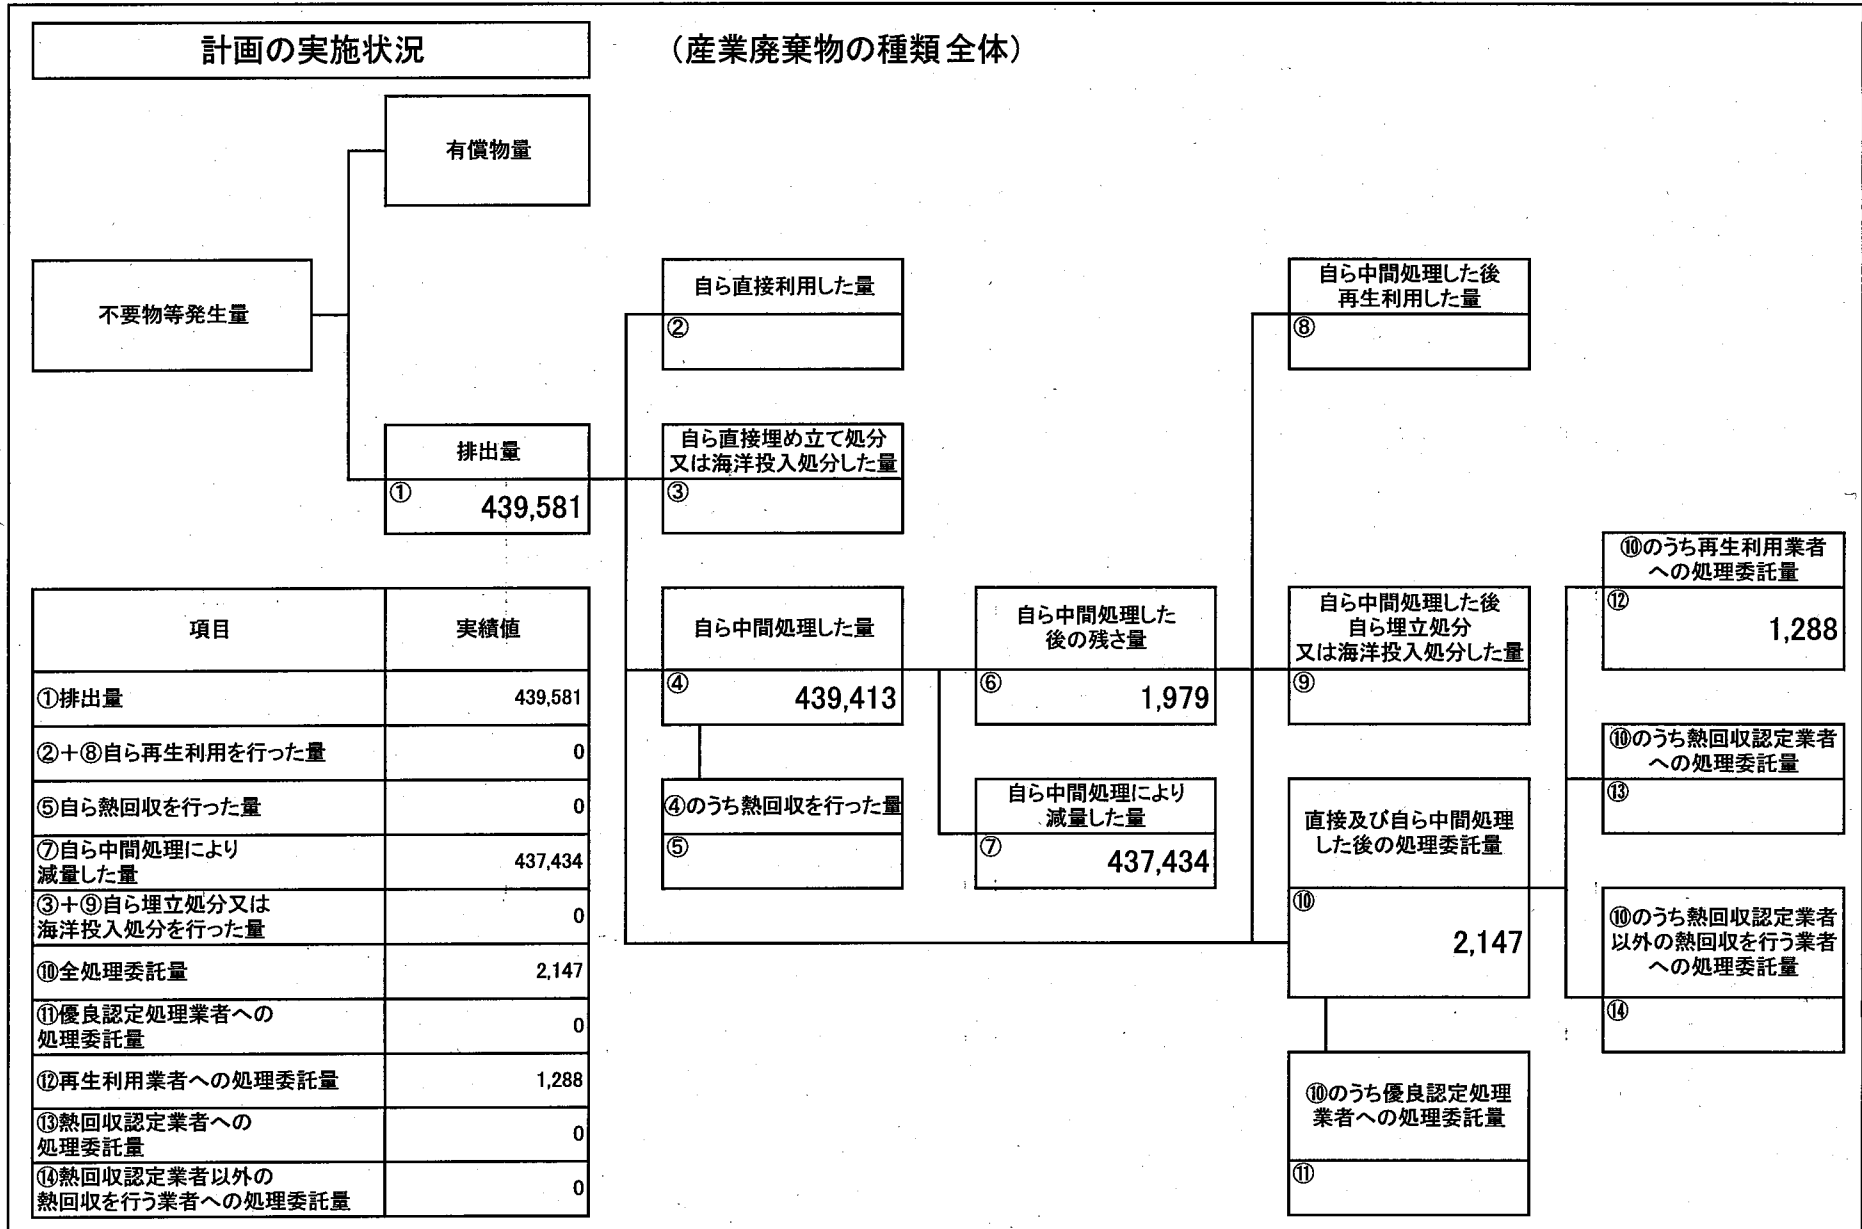 計画の実施状況
（産業廃棄物の種類全体）
有償物量
不要物等発生量
自ら直接利用した量
②
自ら中間処理した後
再生利用した量
⑧
排出量
① 439,581
自ら直接埋め立て処分
又は海洋投入処分した量
③
⑩のうち再生利用業者
への処理委託量
⑫ 1,288
自ら中間処理した量
④ 439,413
自ら中間処理した
後の残さ量
⑥ 1,979
自ら中間処理した後
自ら埋立処分
又は海洋投入処分した量
⑨
④のうち熱回収を行った量
⑤
自ら中間処理により
減量した量
⑦ 437,434
直接及び自ら中間処理
した後の処理委託量
⑩ 2,147
⑩のうち熱回収認定業者
への処理委託量
⑬
⑩のうち熱回収認定業者
以外の熱回収を行う業者
への処理委託量
⑭
⑩のうち優良認定処理
業者への処理委託量
⑪
項目 実績値
①排出量 439,581
②＋⑧自ら再生利用を行った量 0
⑤自ら熱回収を行った量 0
⑦自ら中間処理により
減量した量 437,434
③＋⑨自ら埋立処分又は
海洋投入処分を行った量 0
⑩全処理委託量 2,147
⑪優良認定処理業者への
処理委託量 0
⑫再生利用業者への処理委託量 1,288
⑬熱回収認定業者への
処理委託量 0
⑭熱回収認定業者以外の
熱回収を行う業者への処理委託量 0